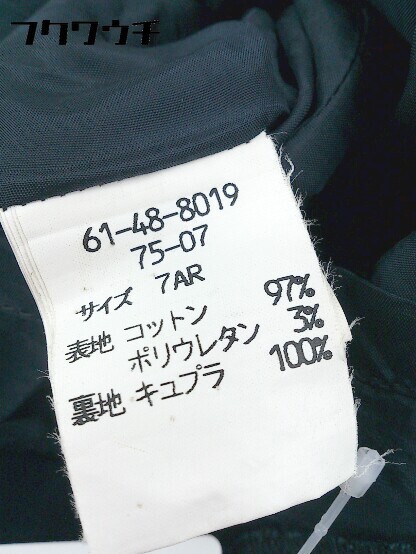 フクワウチ
61-48-8019
75-07
サイズ 7AR
表地 コットン 97%
ポリウレタン 3%
裏地 キュプラ 100%